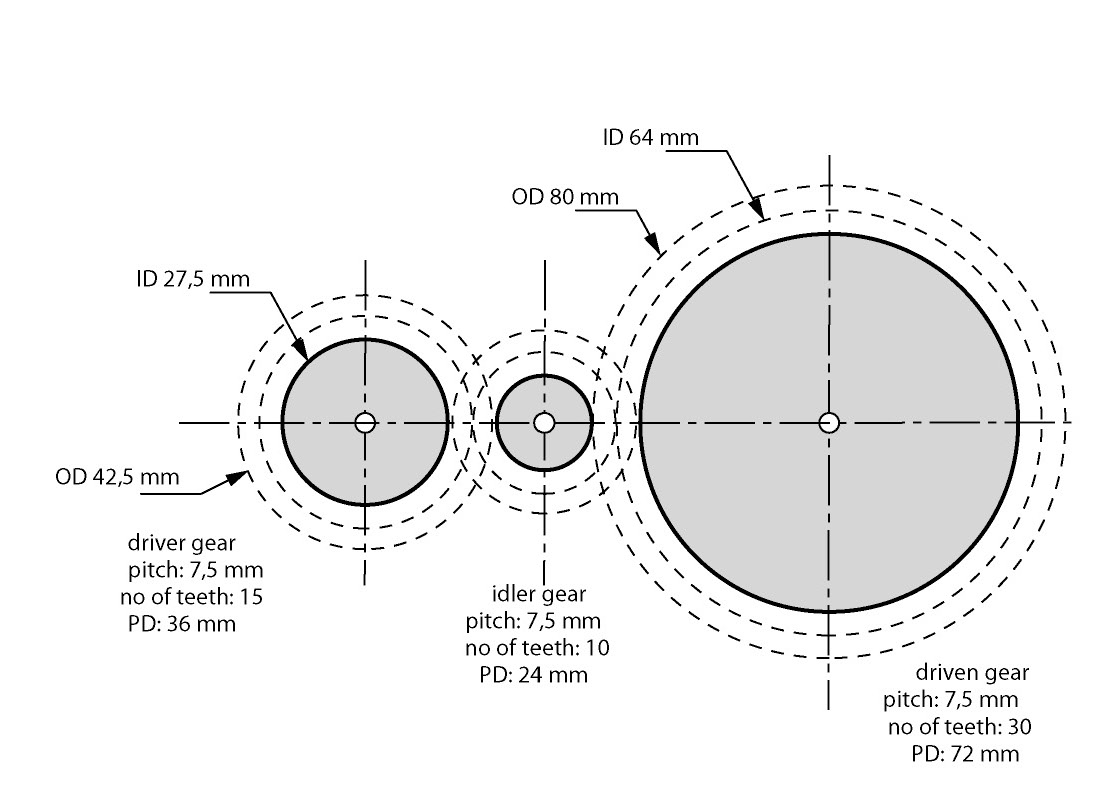 ID 64 mm
OD 80 mm
ID 27,5 mm
OD 42,5 mm
driver gear
pitch: 7,5 mm
no of teeth: 15
PD: 36 mm
idler gear
pitch: 7,5 mm
no of teeth: 10
PD: 24 mm
driven gear
pitch: 7,5 mm
no of teeth: 30
PD: 72 mm